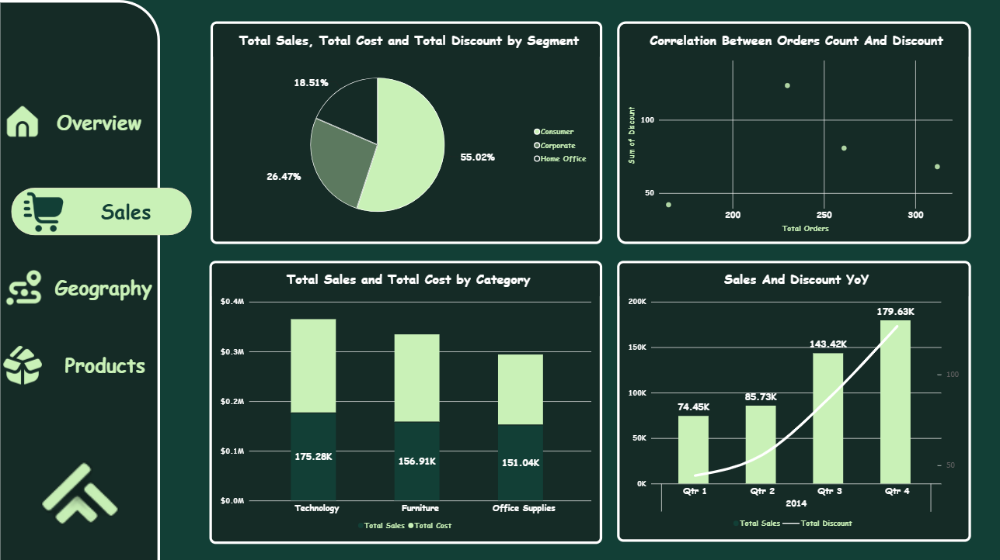 Overview
Sales
Geography
Products
Total Sales, Total Cost and Total Discount by Segment
18.51%
26.47%
55.02%
Consumer
Corporate
Home Office
Correlation Between Orders Count And Discount
Sum of Discount
100
50
200 250 300
Total Orders
Total Sales and Total Cost by Category
$0.4M
$0.3M
$0.2M
$0.1M
$0.0M
175.28K 156.91K 151.04K
Technology Furniture Office Supplies
Total Sales Total Cost
Sales And Discount YoY
200K
150K
100K
50K
0K
74.45K 85.73K 143.42K 179.63K
100
50
Qtr 1 Qtr 2 Qtr 3 Qtr 4
2014
Total Sales Total Discount